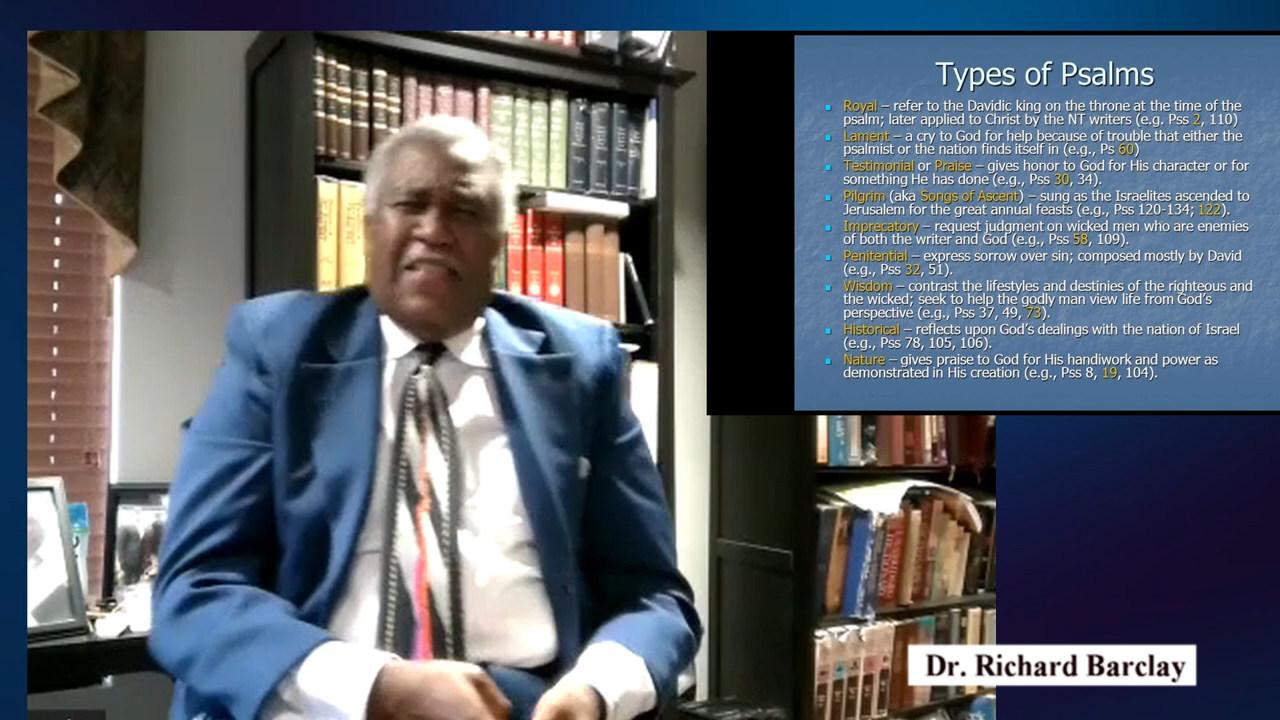 Types of Psalms
Royal – refer to the Davidic king on the throne at the time of the
psalm; later applied to Christ by the NT writers (e.g. Pss 2, 110)
Lament – a cry to God for help because of trouble that either the
psalmist or the nation finds itself in (e.g., Ps 60)
Testimonial or Praise – gives honor to God for His character or for
something He has done (e.g., Pss 30, 34).
Pilgrim (aka Songs of Ascent) – sung as the Israelites ascended to
Jerusalem for the great annual feasts (e.g., Pss 120-134; 122).
Imprecatory – request judgment on wicked men who are enemies
of both the writer and God (e.g., Pss 58, 109).
Penitential – express sorrow over sin; composed mostly by David
(e.g., Pss 32, 51).
Wisdom – contrast the lifestyles and destinies of the righteous and
the wicked; seek to help the godly man view life from God's
perspective (e.g., Pss 37, 49, 73).
Historical – reflects upon God's dealings with the nation of Israel
(e.g., Pss 78, 105, 106).
Nature – gives praise to God for His handiwork and power as
demonstrated in His creation (e.g., Pss 8, 19, 104).
Dr. Richard Barclay